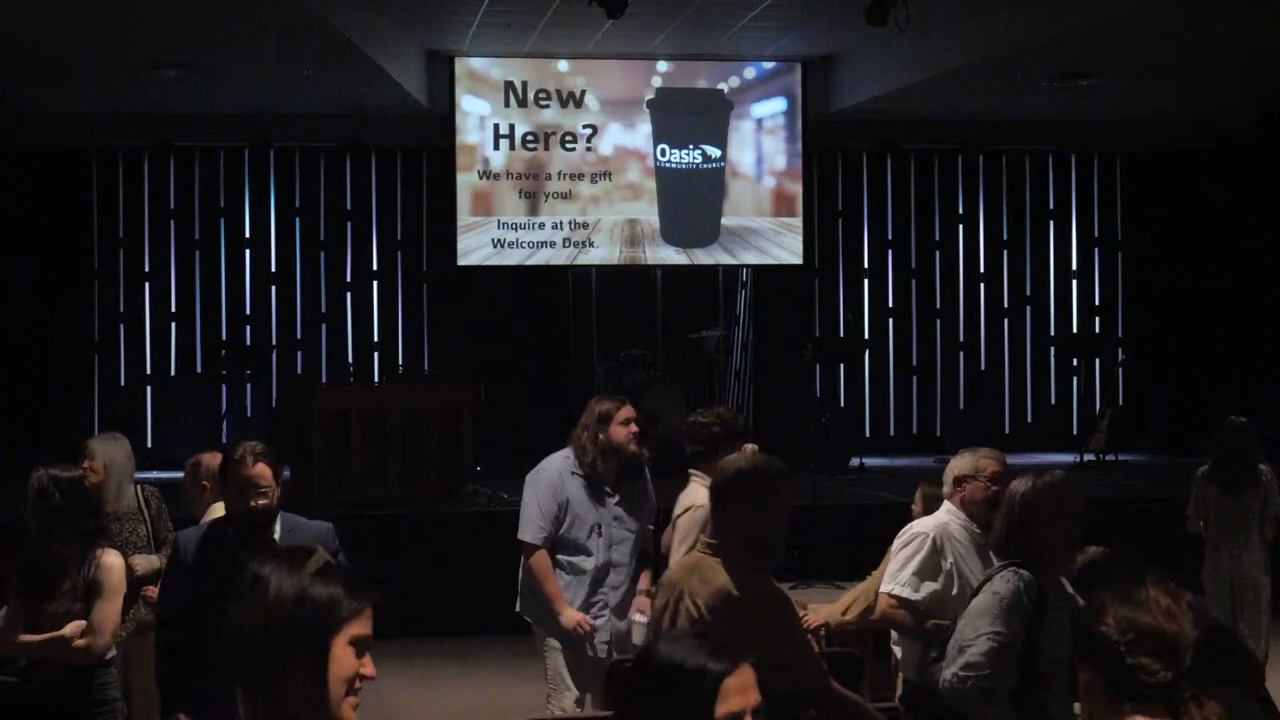 New
Here?
We have a free gift
for you!
Inquire at the
Welcome Desk.
Oasis
COMMUNITY CHURCH